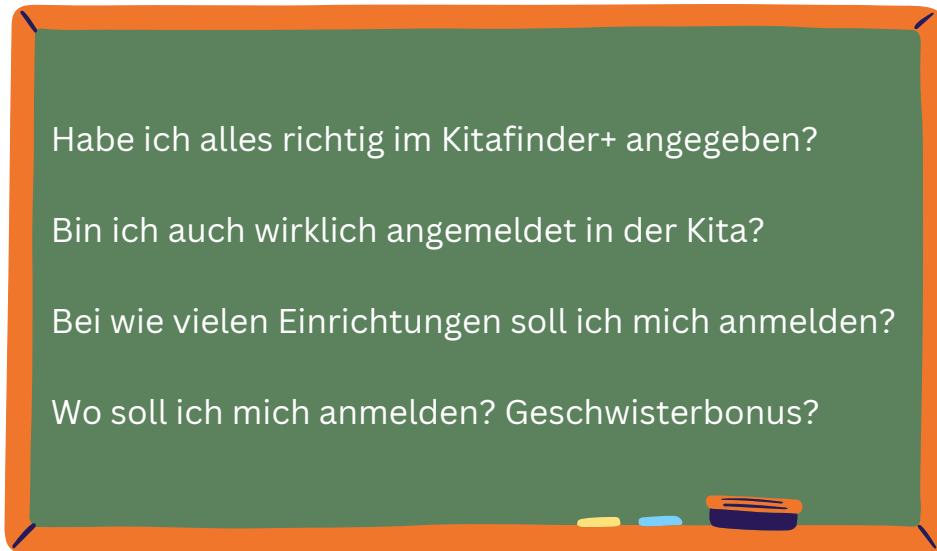 Habe ich alles richtig im Kitafinder+ angegeben?
Bin ich auch wirklich angemeldet in der Kita?
Bei wie vielen Einrichtungen soll ich mich anmelden?
Wo soll ich mich anmelden? Geschwisterbonus?